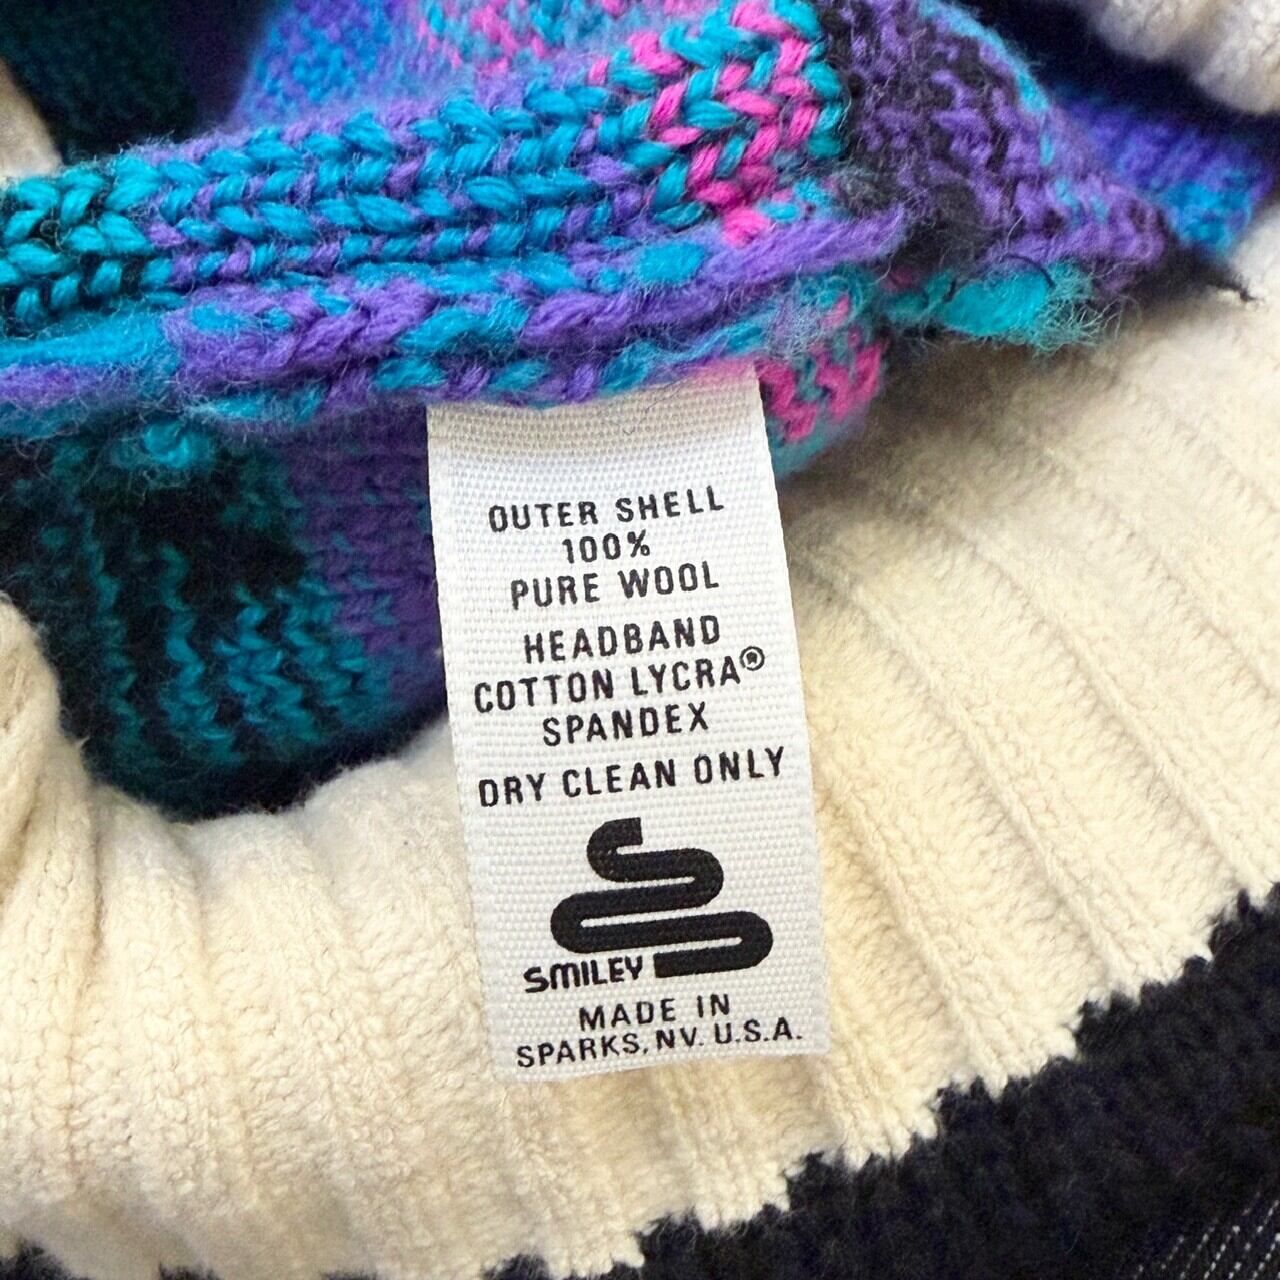 OUTER SHELL
100%
PURE WOOL
HEADBAND
COTTON LYCRA®
SPANDEX
DRY CLEAN ONLY
SMILEY
MADE IN
SPARKS, NV. U.S.A.